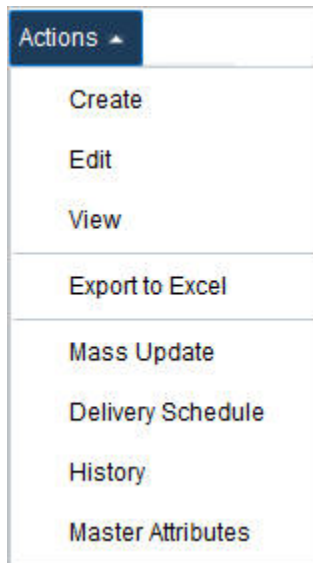 Actions
Create
Edit
View
Export to Excel
Mass Update
Delivery Schedule
History
Master Attributes